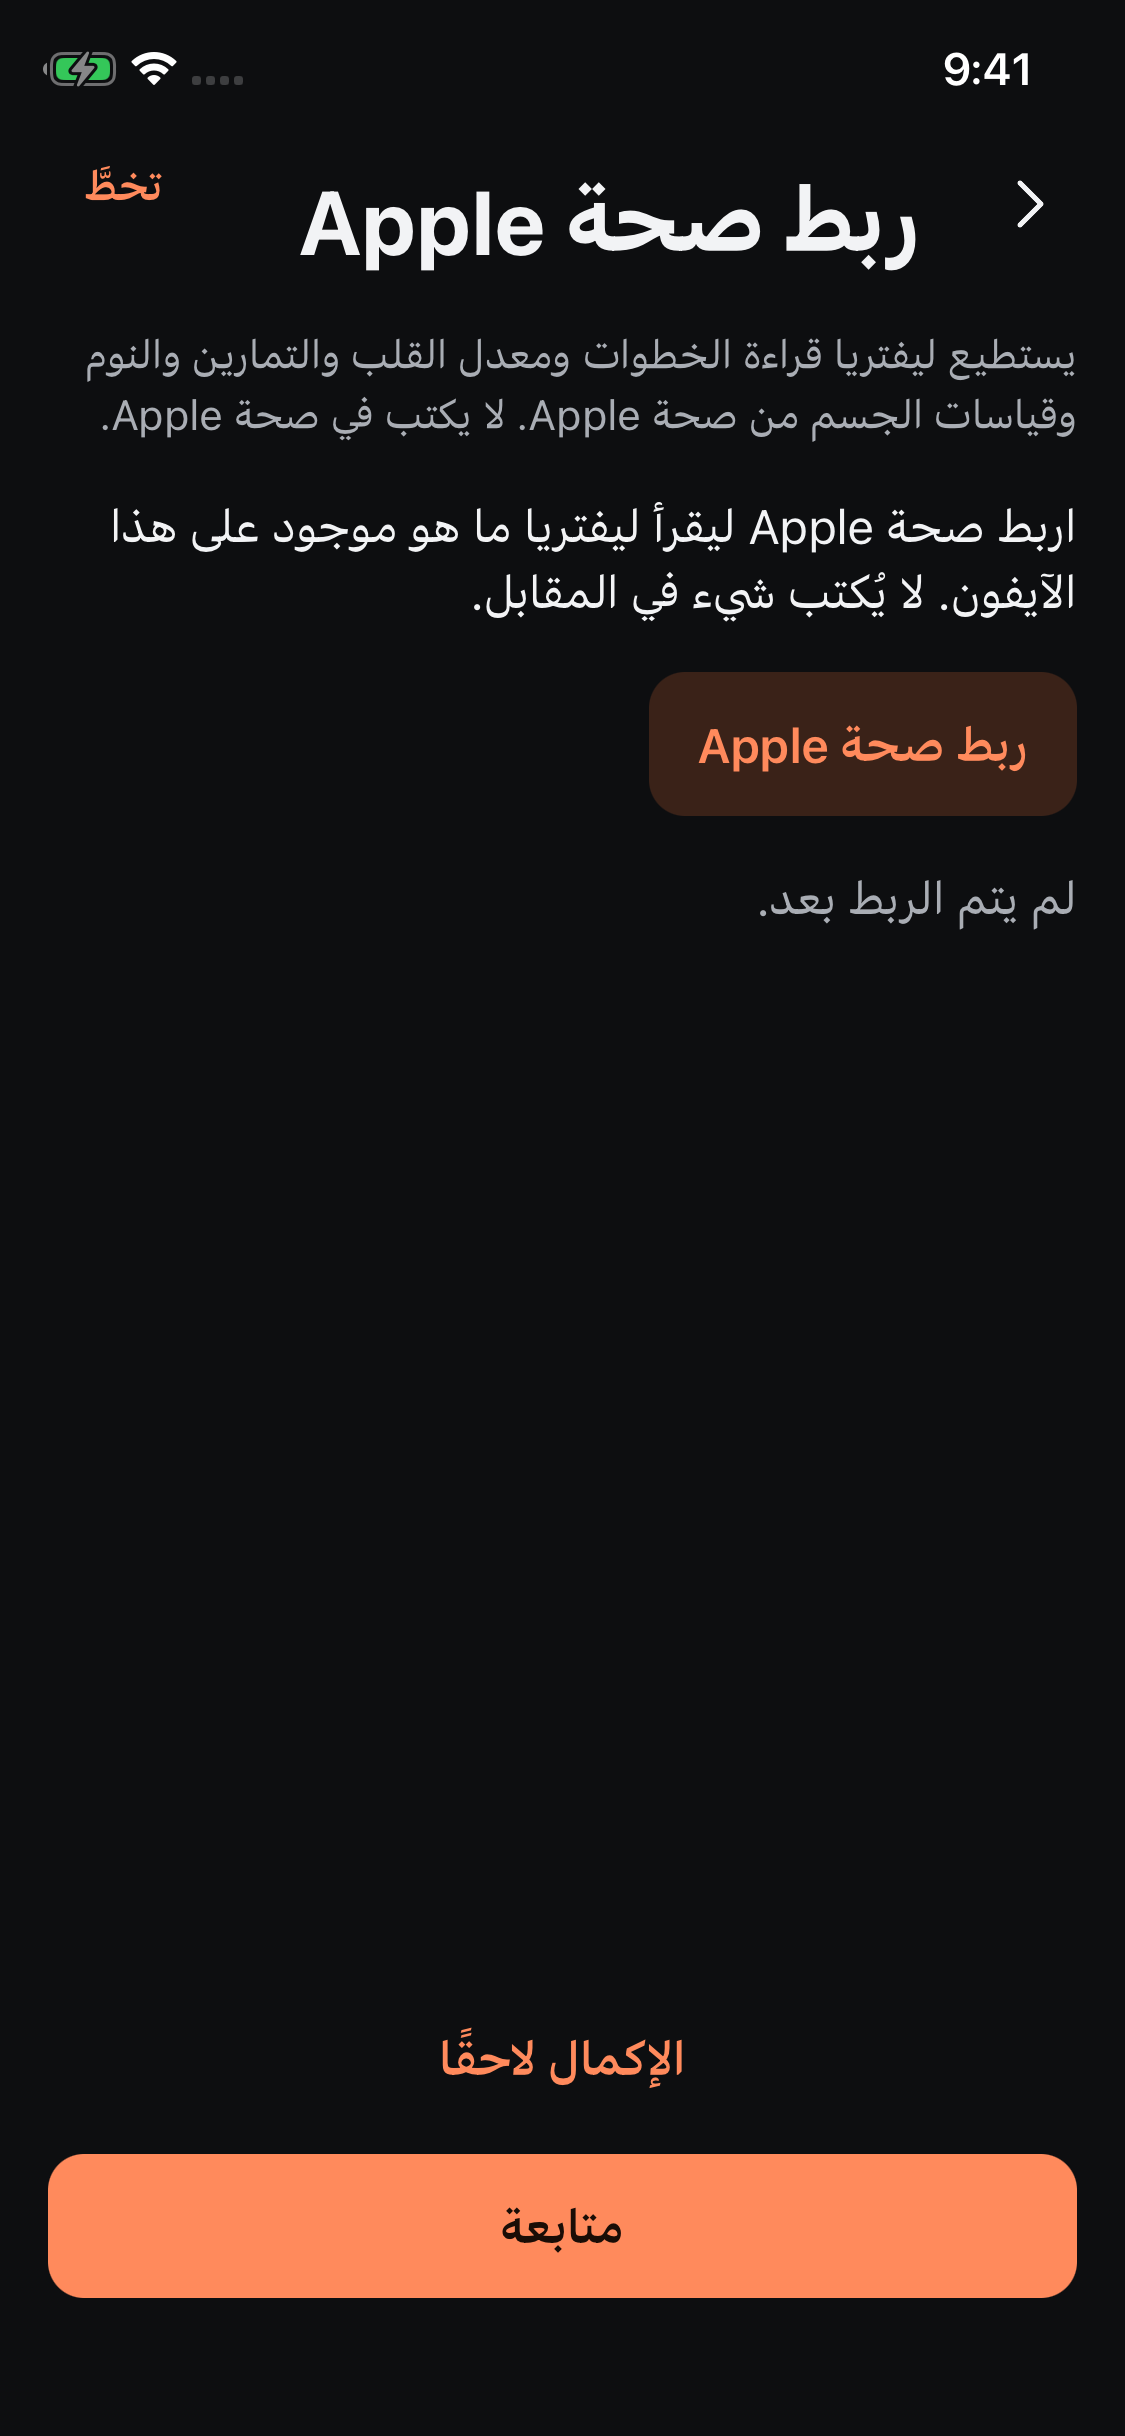 9:41
ربط صحة Apple
تخطَّ
يستطيع ليفتريا قراءة الخطوات ومعدل القلب والتمارين والنوم
وقياسات الجسم من صحة Apple. لا يكتب في صحة Apple.
اربط صحة Apple ليقرأ ليفتريا ما هو موجود على هذا
الآيفون. لا يُكتب شيء في المقابل.
ربط صحة Apple
لم يتم الربط بعد.
الإكمال لاحقًا
متابعة